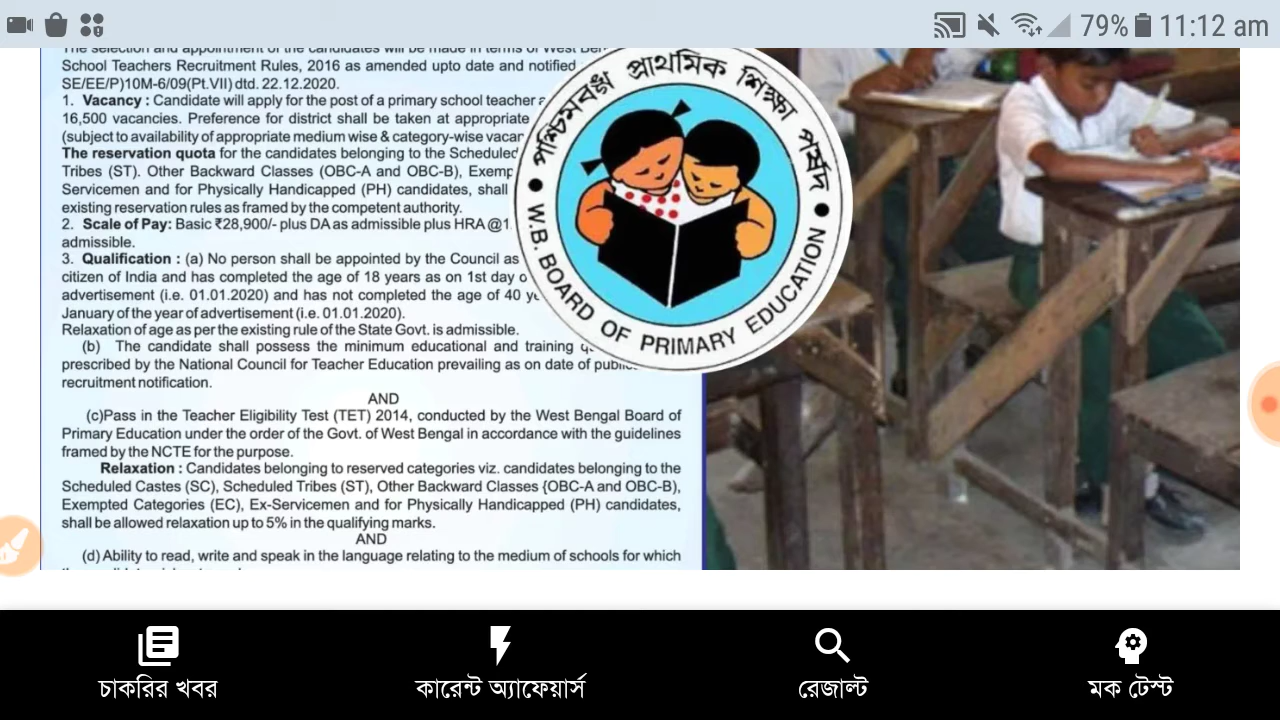 79% 11:12 am
The selection and appointment of the candidates will be made in terms of West
School Teachers Recruitment Rules, 2016 as amended upto date and notified
SE/EE/P)10M-6/09(Pt.VII) dtd. 22.12.2020.
1. Vacancy : Candidate will apply for the post of a primary school teacher
16,500 vacancies. Preference for district shall be taken at appropriate
(subject to availability of appropriate medium wise & category-wise
The reservation quota for the candidates belonging to the Scheduled
Tribes (ST). Other Backward Classes (OBC-A and OBC-B),
Servicemen and for Physically Handicapped (PH) candidates, shall
existing reservation rules as framed by the competent authority.
2. Scale of Pay: Basic ₹28,900/- plus DA as admissible plus HRA @
admissible.
3. Qualification : (a) No person shall be appointed by the Council as
citizen of India and has completed the age of 18 years as on 1st day
advertisement (i.e. 01.01.2020) and has not completed the age of 40
January of the year of advertisement (i.e. 01.01.2020).
Relaxation of age as per the existing rule of the State Govt. is admissible.
(b) The candidate shall possess the minimum educational and training
prescribed by the National Council for Teacher Education prevailing as on date of
recruitment notification.
AND
(c)Pass in the Teacher Eligibility Test (TET) 2014, conducted by the West Bengal Board of
Primary Education under the order of the Govt. of West Bengal in accordance with the guidelines
framed by the NCTE for the purpose.
Relaxation : Candidates belonging to reserved categories viz. candidates belonging to the
Scheduled Castes (SC), Scheduled Tribes (ST), Other Backward Classes {OBC-A and OBC-B),
Exempted Categories (EC), Ex-Servicemen and for Physically Handicapped (PH) candidates,
shall be allowed relaxation up to 5% in the qualifying marks.
AND
(d) Ability to read, write and speak in the language relating to the medium of schools for which
পশ্চিমবঙ্গ প্রাথমিক শিক্ষা পর্ষদ
W.B. BOARD OF PRIMARY EDUCATION
চাকরির খবর
কারেন্ট অ্যাফেয়ার্স
রেজাল্ট
মক টেস্ট